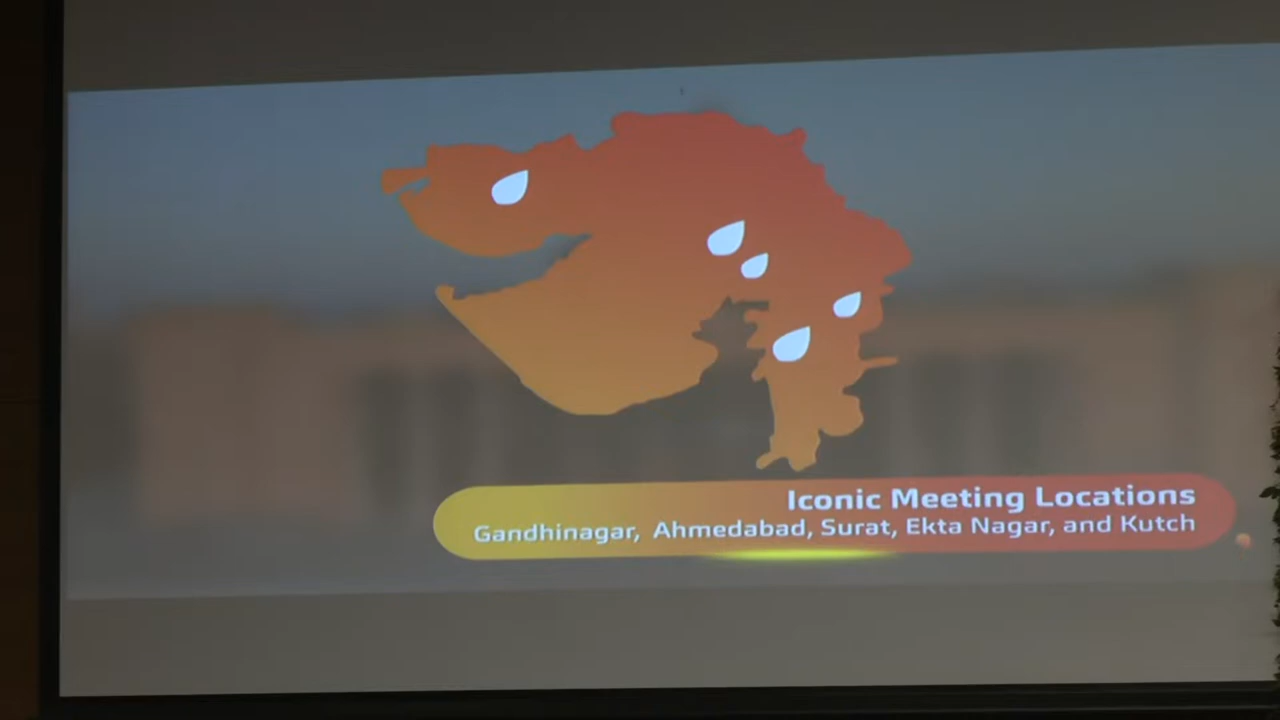 Iconic Meeting Locations
Gandhinagar, Ahmedabad, Surat, Ekta Nagar, and Kutch